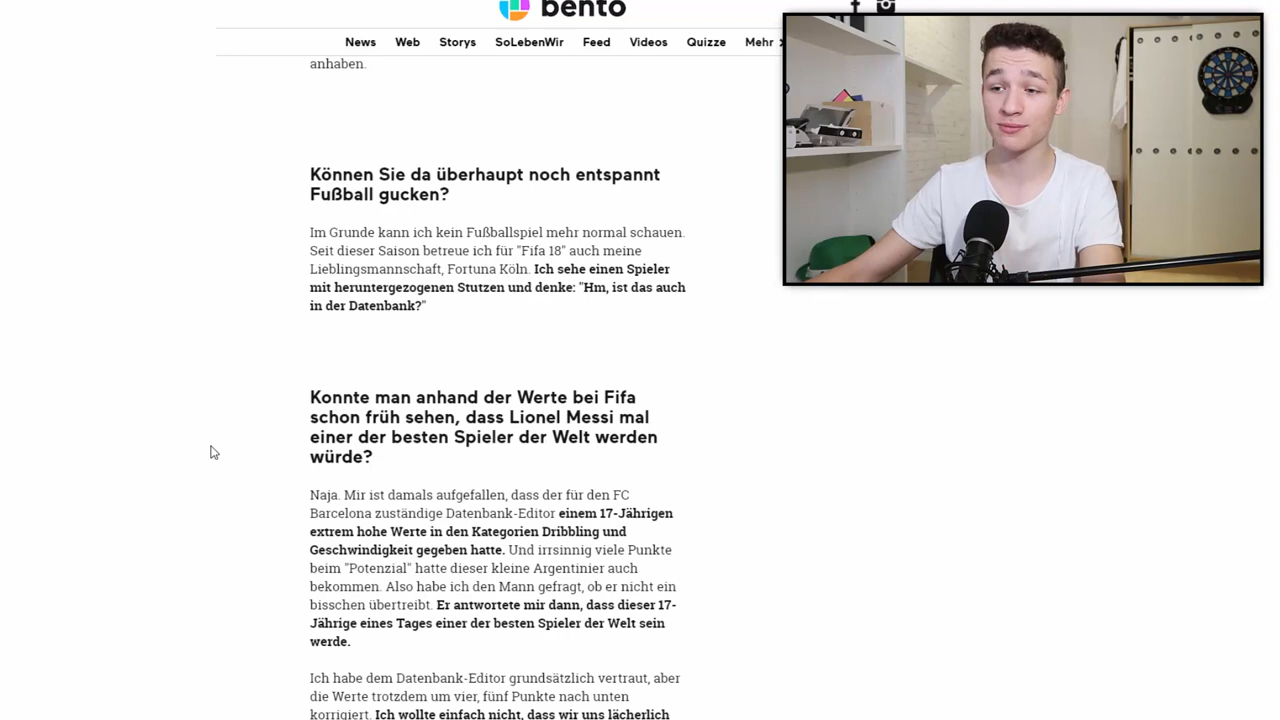 bento
News Web Storys SoLebenWir Feed Videos Quizze Mehr
anhaben.
Können Sie da überhaupt noch entspannt
Fußball gucken?
Im Grunde kann ich kein Fußballspiel mehr normal schauen.
Seit dieser Saison betreue ich für "Fifa 18" auch meine
Lieblingsmannschaft, Fortuna Köln. Ich sehe einen Spieler
mit heruntergezogenen Stutzen und denke: "Hm, ist das auch
in der Datenbank?"
Konnte man anhand der Werte bei Fifa
schon früh sehen, dass Lionel Messi mal
einer der besten Spieler der Welt werden
würde?
Naja. Mir ist damals aufgefallen, dass der für den FC
Barcelona zuständige Datenbank-Editor einem 17-Jährigen
extrem hohe Werte in den Kategorien Dribbling und
Geschwindigkeit gegeben hatte. Und irrsinnig viele Punkte
beim "Potenzial" hatte dieser kleine Argentinier auch
bekommen. Also habe ich den Mann gefragt, ob er nicht ein
bisschen übertreibt. Er antwortete mir dann, dass dieser 17-
Jährige eines Tages einer der besten Spieler der Welt sein
werde.
Ich habe dem Datenbank-Editor grundsätzlich vertraut, aber
die Werte trotzdem um vier, fünf Punkte nach unten
korrigiert. Ich wollte einfach nicht, dass wir uns lächerlich